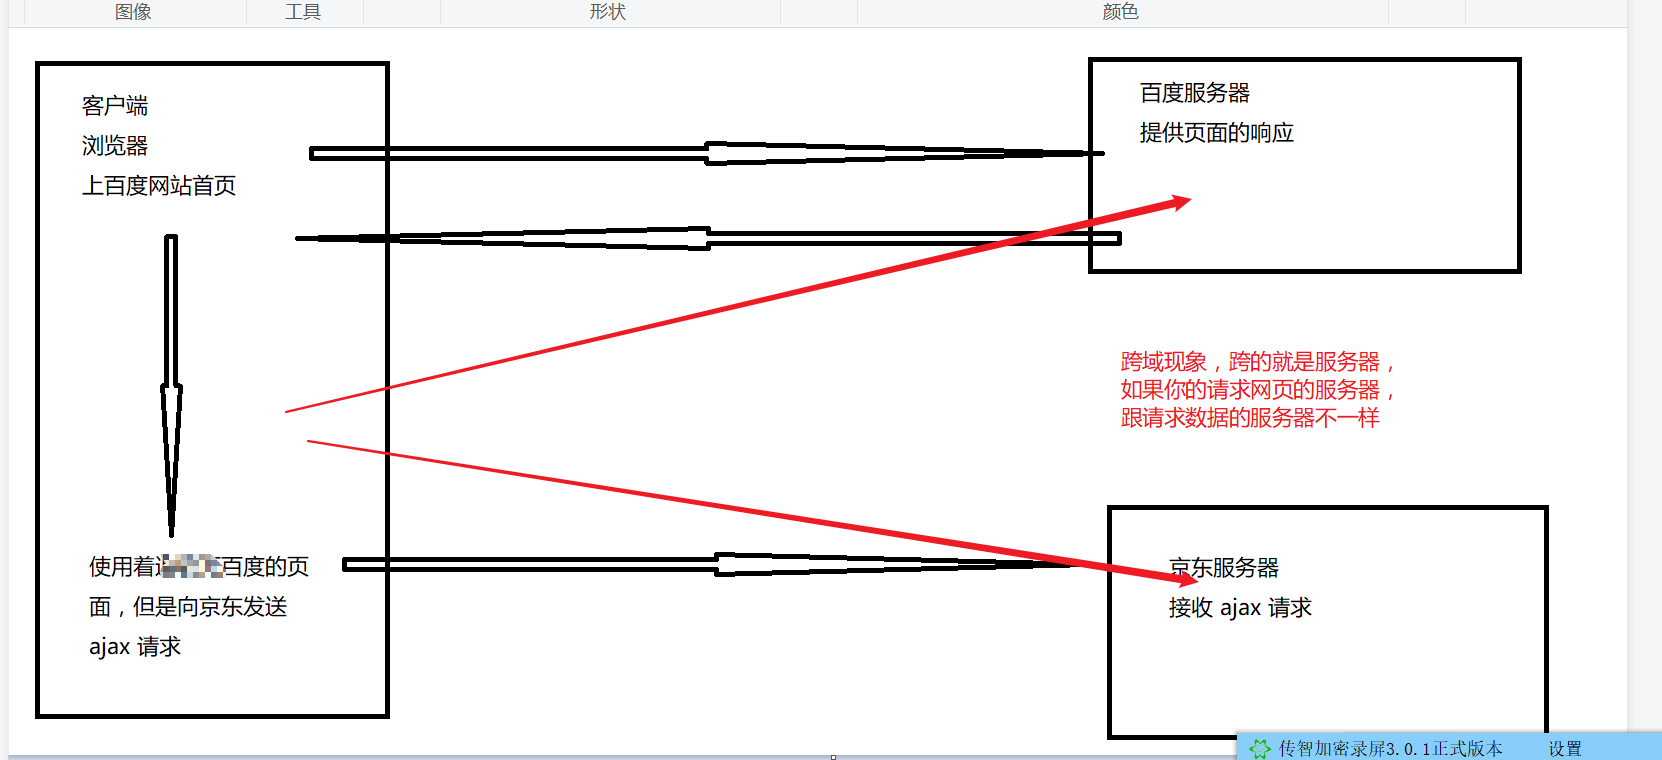 图像 工具 形状 颜色
客户端
浏览器
上百度网站首页
百度服务器
提供页面的响应
跨域现象，跨的就是服务器，
如果你的请求网页的服务器，
跟请求数据的服务器不一样
使用着 百度的页
面，但是向京东发送
ajax 请求
京东服务器
接收 ajax 请求
传智加密录屏3.0.1正式版本 设置